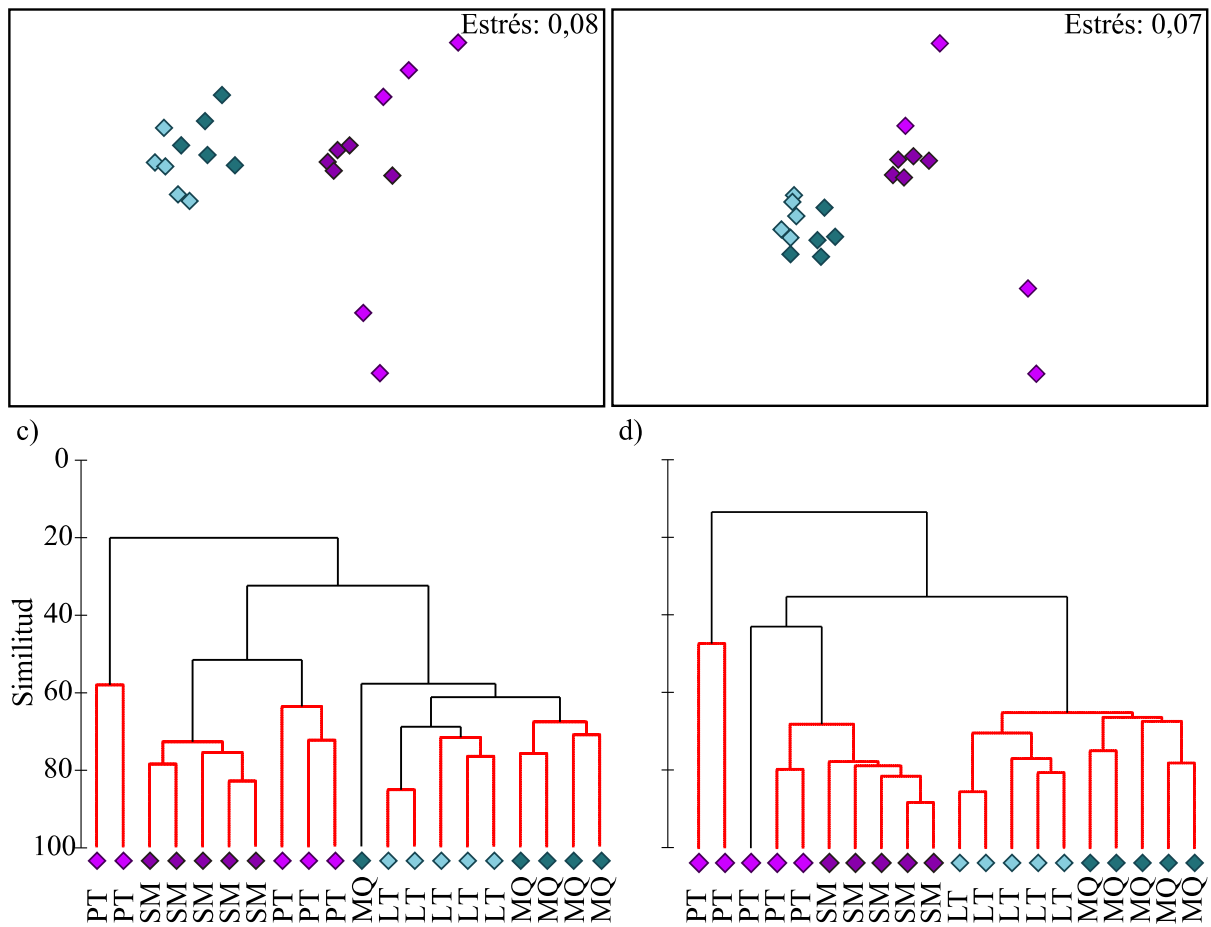 Estrés: 0,08
Estrés: 0,07
c)
d)
Similitud
0
20
40
60
80
100
PT PT SM SM SM SM SM PT PT PT MQ LT LT LT LT LT MQ MQ MQ MQ
PT PT PT PT PT SM SM SM SM SM LT LT LT LT LT MQ MQ MQ MQ MQ